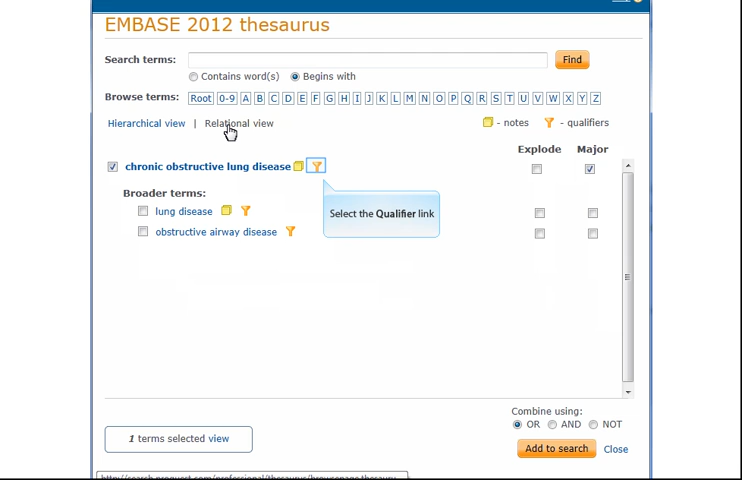 EMBASE 2012 thesaurus
Search terms: Find
Contains word(s) Begins with
Browse terms: Root 0-9 A B C D E F G H I J K L M N O P Q R S T U V W X Y Z
Hierarchical view | Relational view - notes - qualifiers
Explode Major
chronic obstructive lung disease
Broader terms:
lung disease
Select the Qualifier link
obstructive airway disease
Combine using:
OR AND NOT
1 terms selected view
Add to search Close